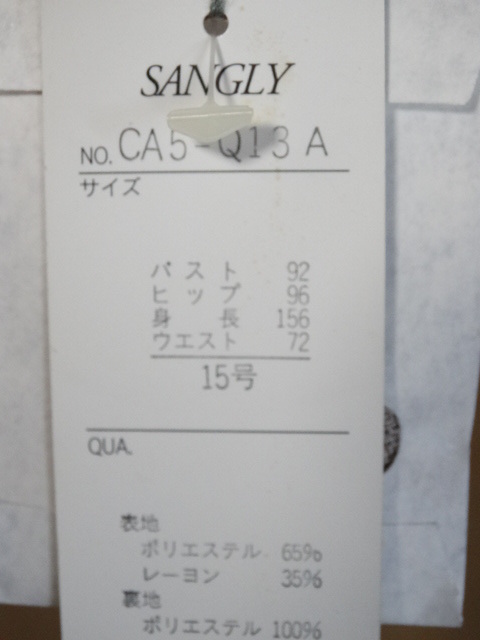 SANGLY
NO. CA5-Q13 A
サイズ
バスト 92
ヒップ 96
身長 156
ウエスト 72
15号
QUA.
表地
ポリエステル 65%
レーヨン 35%
裏地
ポリエステル 100%